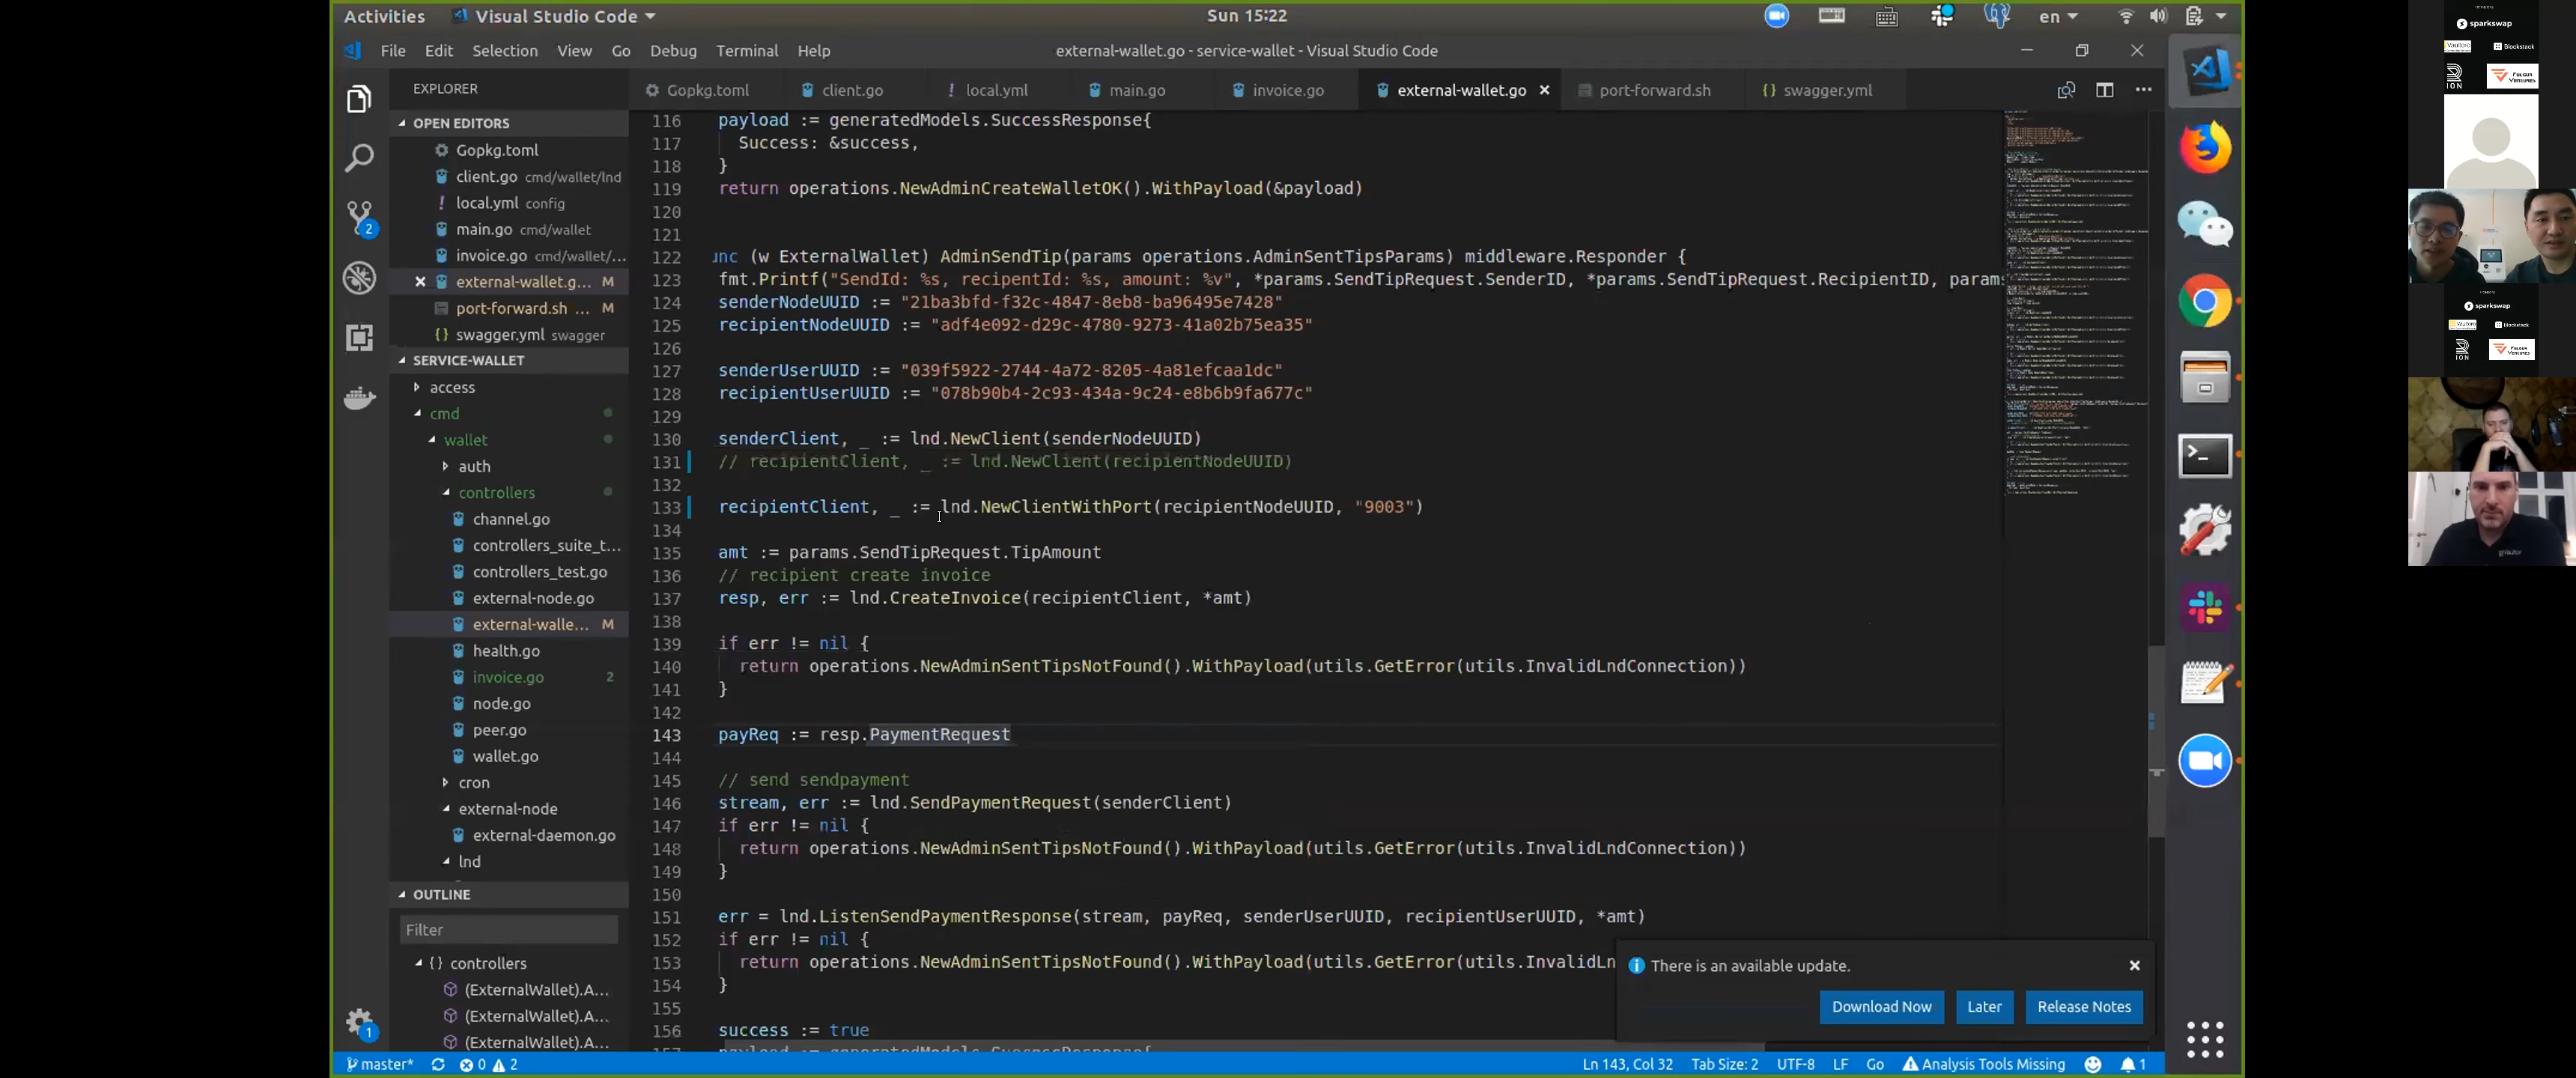 Activities
Visual Studio Code
Sun 15:22
en
File Edit Selection View Go Debug Terminal Help
external-wallet.go - service-wallet - Visual Studio Code
EXPLORER
OPEN EDITORS
Gopkg.toml
client.go cmd/wallet/lnd
local.yml config
main.go cmd/wallet
invoice.go cmd/wallet/...
external-wallet.g... M
port-forward.sh ... M
swagger.yml swagger
SERVICE-WALLET
access
cmd
wallet
auth
controllers
channel.go
controllers_suite_t...
controllers_test.go
external-node.go
external-walle... M
health.go
invoice.go 2
node.go
peer.go
wallet.go
cron
external-node
external-daemon.go
lnd
OUTLINE
Filter
{} controllers
(ExternalWallet).A...
(ExternalWallet).A...
(ExternalWallet).A...
2
1
Gopkg.toml
client.go
local.yml
main.go
invoice.go
external-wallet.go
port-forward.sh
{} swagger.yml
116 payload := generatedModels.SuccessResponse{
117 Success: &success,
118 }
119 return operations.NewAdminCreateWalletOK().WithPayload(&payload)
120
121
122 unc (w ExternalWallet) AdminSendTip(params operations.AdminSentTipsParams) middleware.Responder {
123 fmt.Printf("SendId: %s, recipentId: %s, amount: %v", *params.SendTipRequest.SenderID, *params.SendTipRequest.RecipientID, param
124 senderNodeUUID := "21ba3bfd-f32c-4847-8eb8-ba96495e7428"
125 recipientNodeUUID := "adf4e092-d29c-4780-9273-41a02b75ea35"
126
127 senderUserUUID := "039f5922-2744-4a72-8205-4a81efcaa1dc"
128 recipientUserUUID := "078b90b4-2c93-434a-9c24-e8b6b9fa677c"
129
130 senderClient, _ := lnd.NewClient(senderNodeUUID)
131 // recipientClient, _ := lnd.NewClient(recipientNodeUUID)
132
133 recipientClient, _ := lnd.NewClientWithPort(recipientNodeUUID, "9003")
134
135 amt := params.SendTipRequest.TipAmount
136 // recipient create invoice
137 resp, err := lnd.CreateInvoice(recipientClient, *amt)
138
139 if err != nil {
140 return operations.NewAdminSentTipsNotFound().WithPayload(utils.GetError(utils.InvalidLndConnection))
141 }
142
143 payReq := resp.PaymentRequest
144
145 // send sendpayment
146 stream, err := lnd.SendPaymentRequest(senderClient)
147 if err != nil {
148 return operations.NewAdminSentTipsNotFound().WithPayload(utils.GetError(utils.InvalidLndConnection))
149 }
150
151 err = lnd.ListenSendPaymentResponse(stream, payReq, senderUserUUID, recipientUserUUID, *amt)
152 if err != nil {
153 return operations.NewAdminSentTipsNotFound().WithPayload(utils.GetError(utils.InvalidLn
154 }
155
156 success := true
There is an available update.
Download Now
Later
Release Notes
master*
0 2
Ln 143, Col 32
Tab Size: 2
UTF-8
LF
Go
Analysis Tools Missing
1
sparkswap
Vautoro
Blockstack
ION
FULGUR VENTURES
sparkswap
Vautoro
Blockstack
ION
FULGUR VENTURES